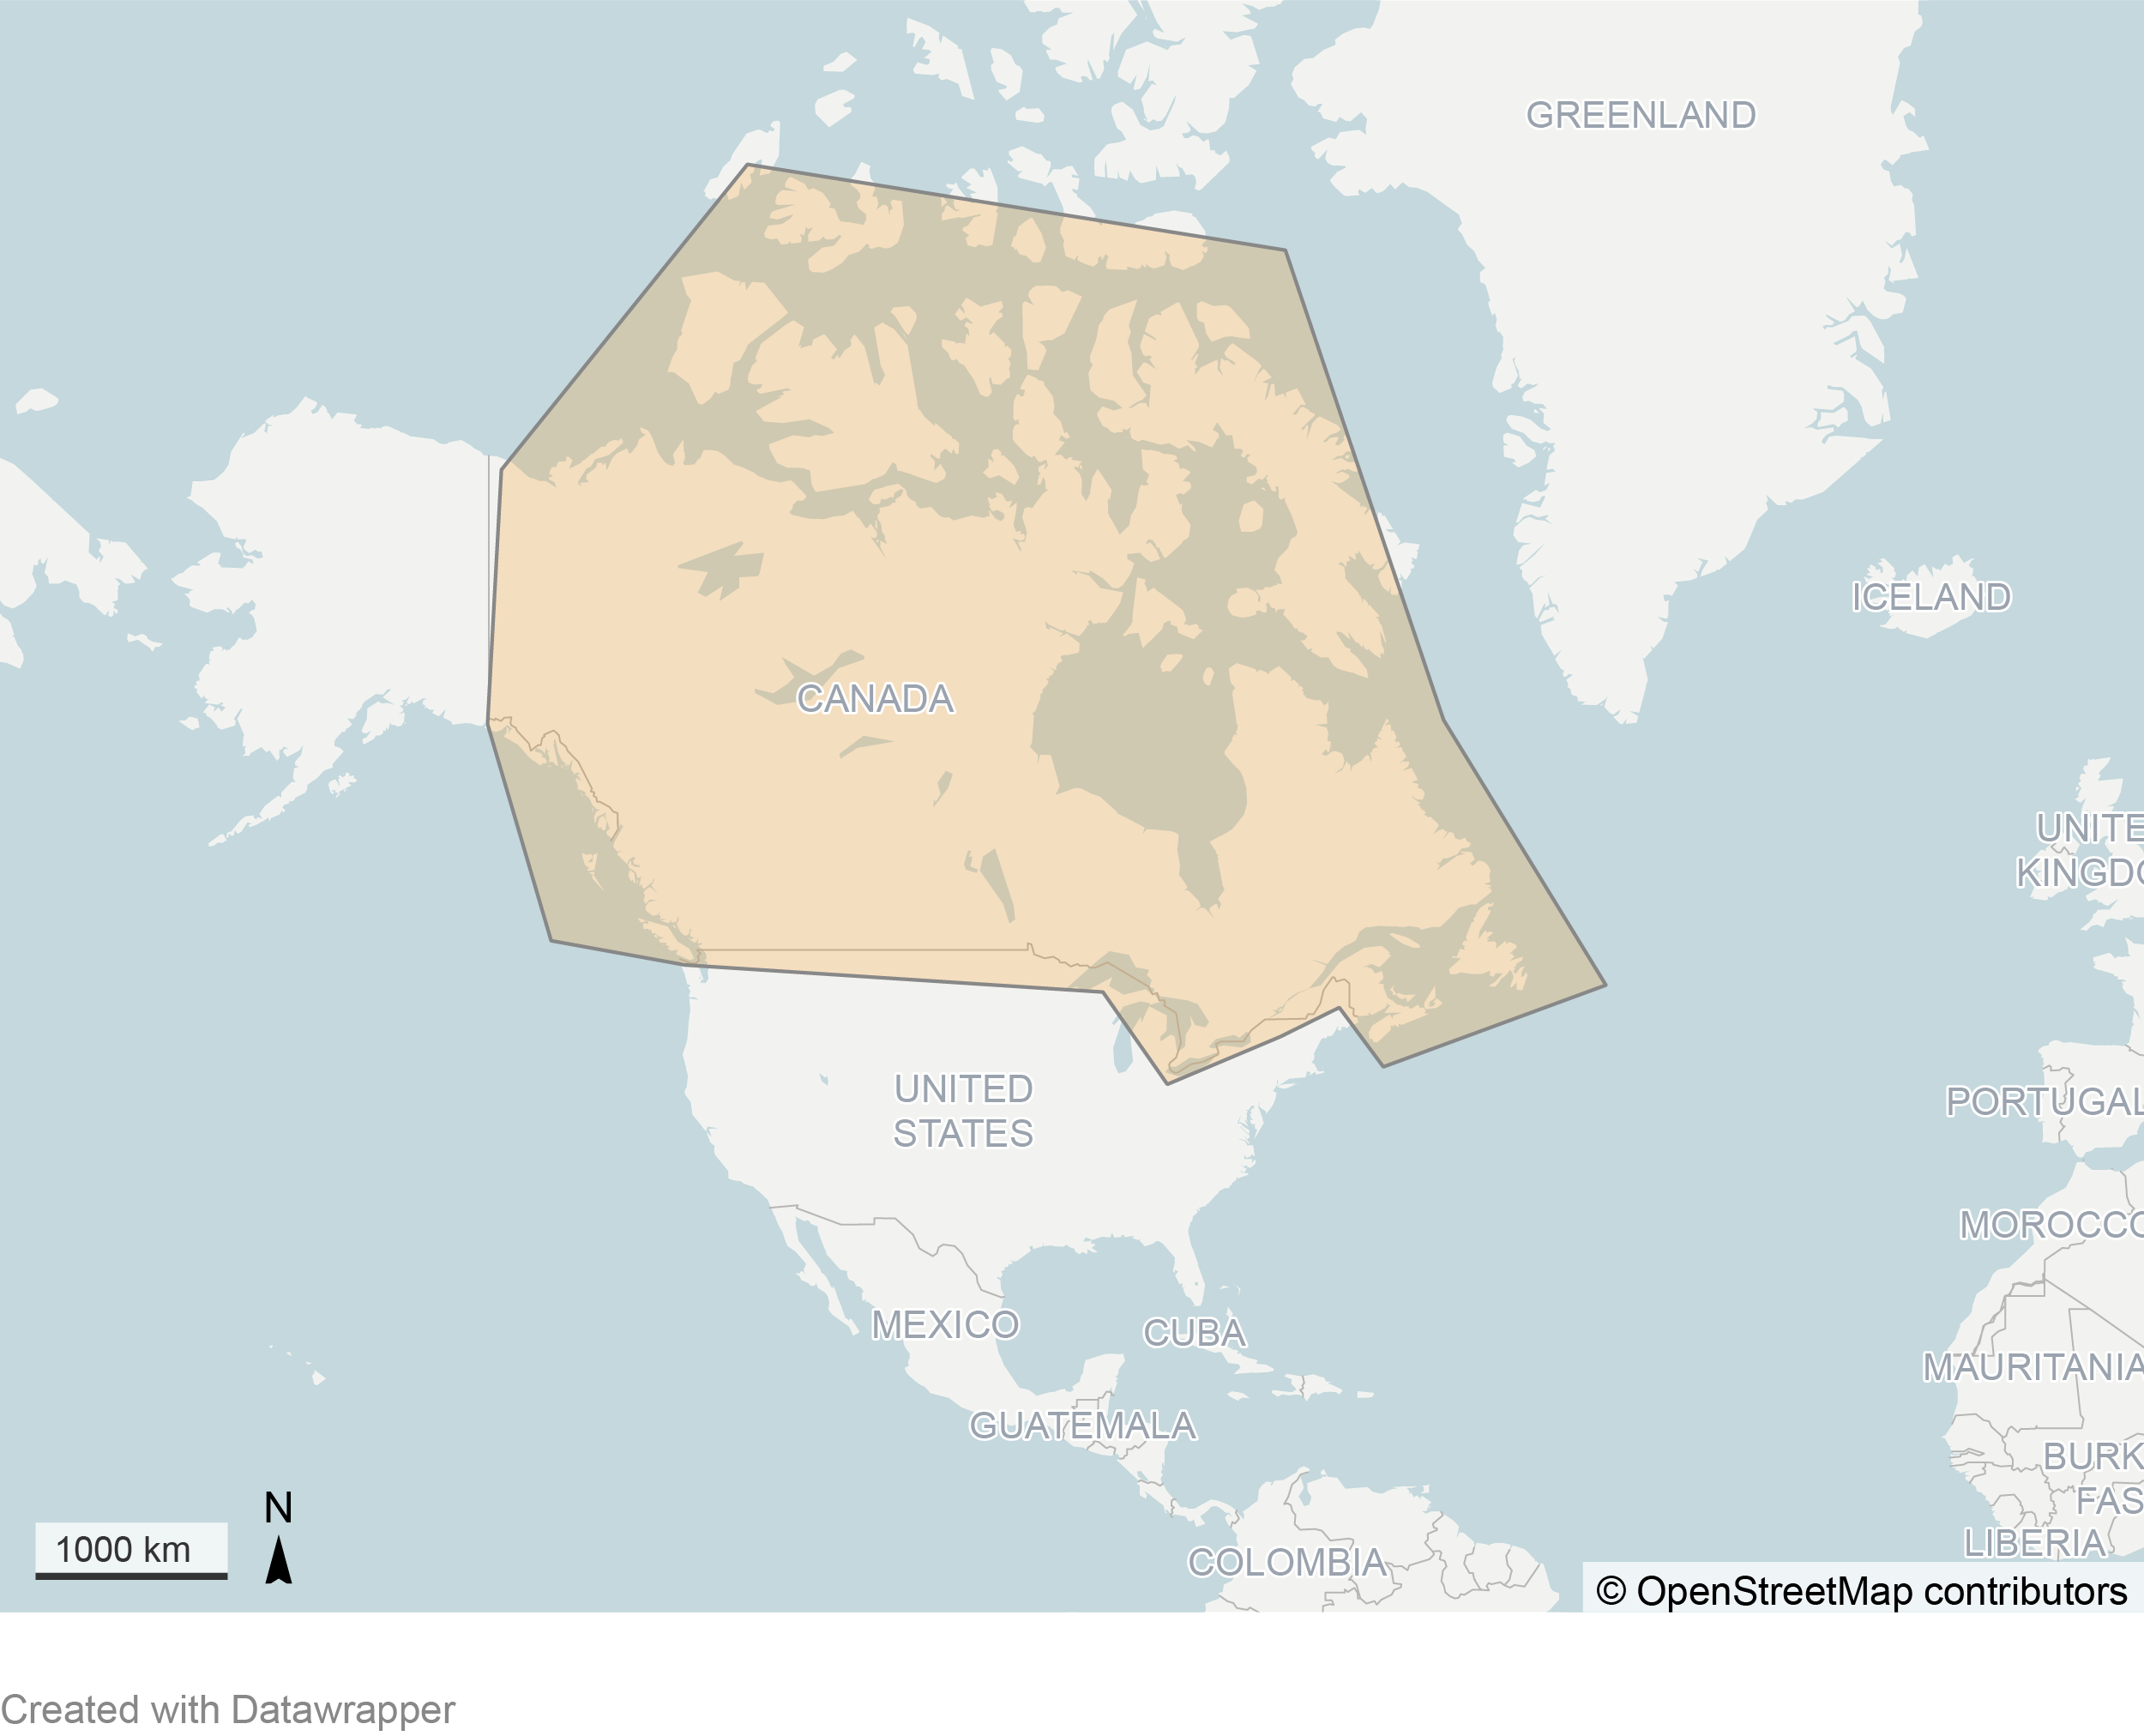 GREENLAND
ICELAND
CANADA
UNITE
KINGDO
UNITED
STATES
PORTUGAL
MOROCCO
MEXICO
CUBA
MAURITANIA
GUATEMALA
BURK
FAS
LIBERIA
COLOMBIA
N
1000 km
© OpenStreetMap contributors
Created with Datawrapper